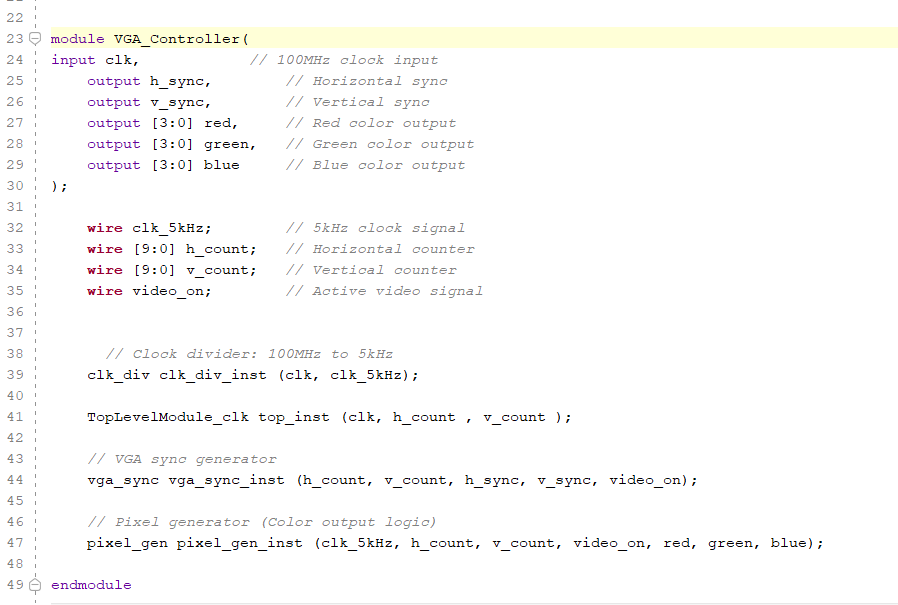 22
23 module VGA_Controller(
24 input clk, // 100MHz clock input
25 output h_sync, // Horizontal sync
26 output v_sync, // Vertical sync
27 output [3:0] red, // Red color output
28 output [3:0] green, // Green color output
29 output [3:0] blue // Blue color output
30 );
31
32 wire clk_5kHz; // 5kHz clock signal
33 wire [9:0] h_count; // Horizontal counter
34 wire [9:0] v_count; // Vertical counter
35 wire video_on; // Active video signal
36
37
38 // Clock divider: 100MHz to 5kHz
39 clk_div clk_div_inst (clk, clk_5kHz);
40
41 TopLevelModule_clk top_inst (clk, h_count , v_count );
42
43 // VGA sync generator
44 vga_sync vga_sync_inst (h_count, v_count, h_sync, v_sync, video_on);
45
46 // Pixel generator (Color output logic)
47 pixel_gen pixel_gen_inst (clk_5kHz, h_count, v_count, video_on, red, green, blue);
48
49 endmodule